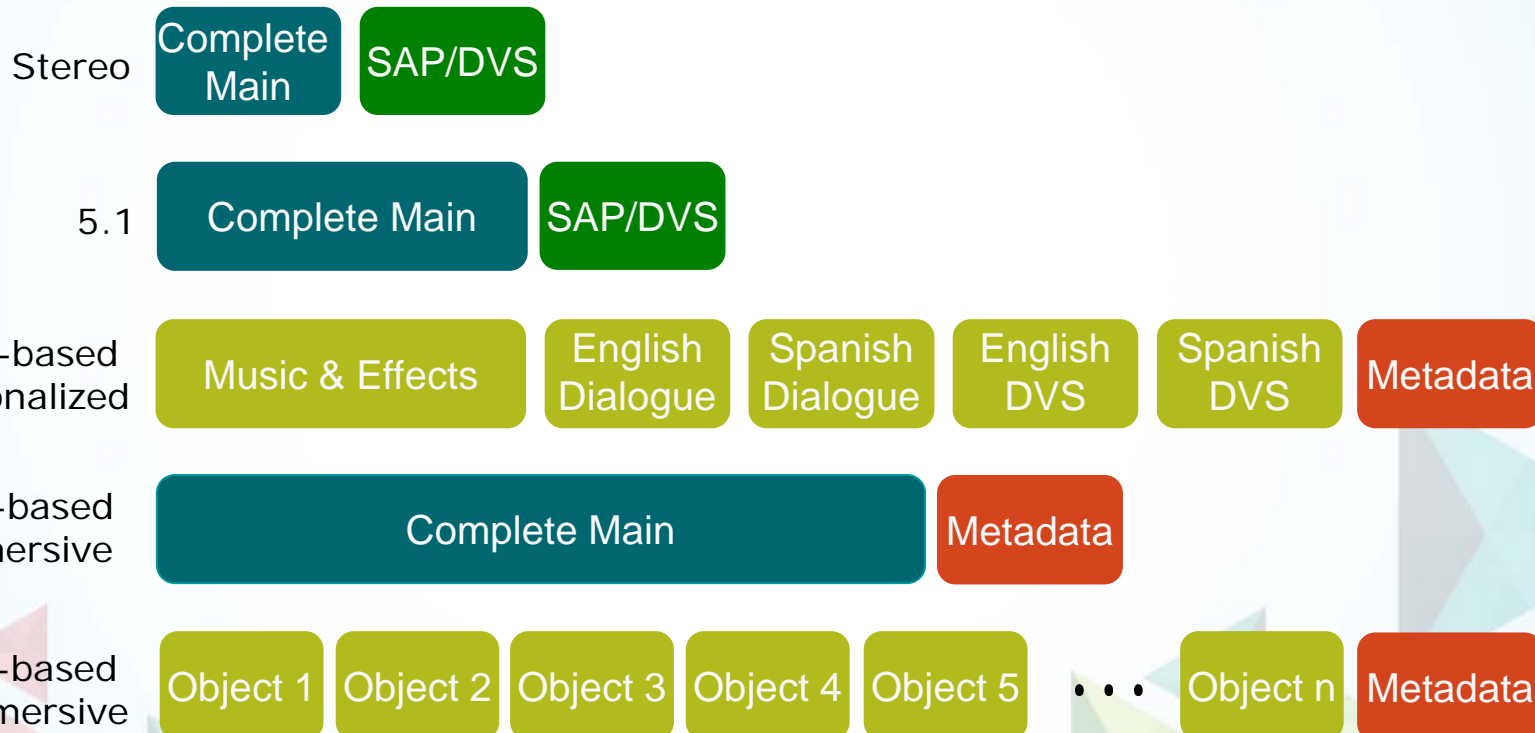 Stereo
Complete
Main
SAP/DVS
5.1
Complete Main
SAP/DVS
-based
onalized
Music & Effects
English
Dialogue
Spanish
Dialogue
English
DVS
Spanish
DVS
Metadata
-based
mersive
Complete Main
Metadata
-based
mersive
Object 1
Object 2
Object 3
Object 4
Object 5
• • •
Object n
Metadata